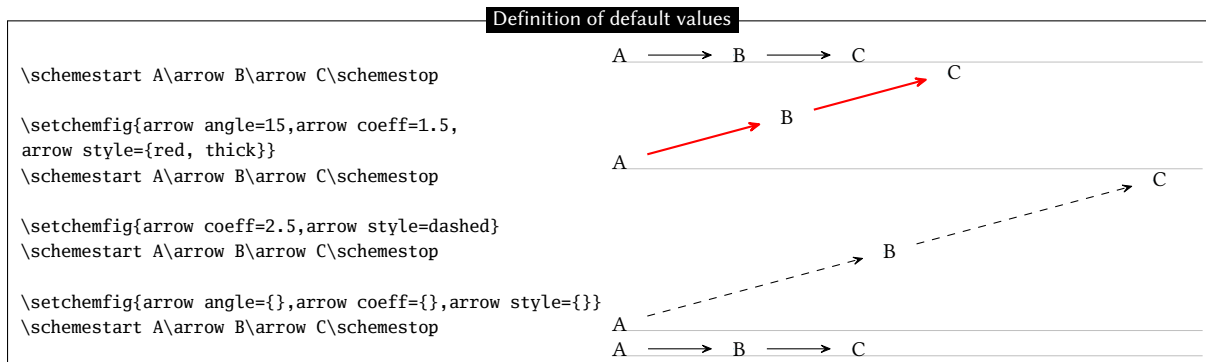 Definition of default values
\schemestart A\arrow B\arrow C\schemestop
\setchemfig{arrow angle=15,arrow coeff=1.5,
arrow style={red, thick}}
\schemestart A\arrow B\arrow C\schemestop
\setchemfig{arrow coeff=2.5,arrow style=dashed}
\schemestart A\arrow B\arrow C\schemestop
\setchemfig{arrow angle={},arrow coeff={},arrow style={}}
\schemestart A\arrow B\arrow C\schemestop
A B C
C
B
A
C
B
A
A B C